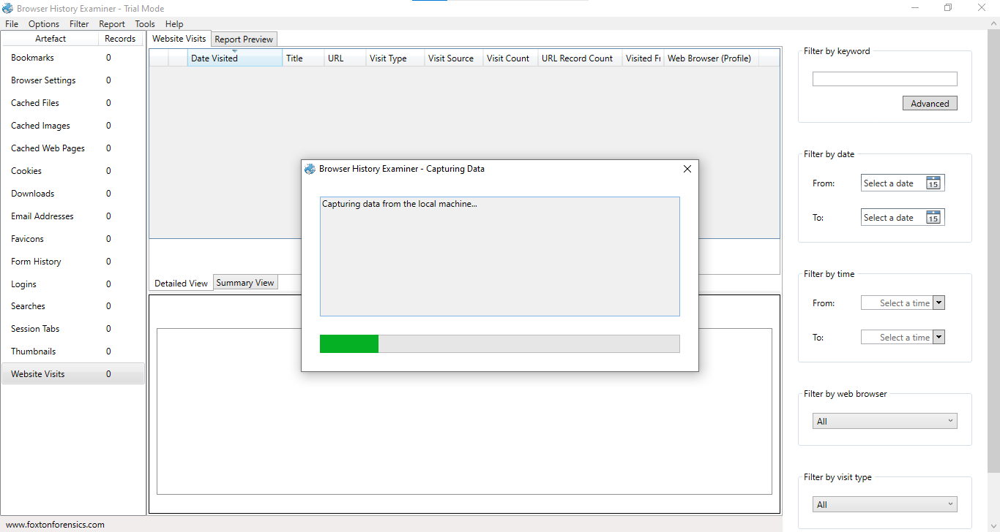 Browser History Examiner - Trial Mode
File Options Filter Report Tools Help
Artefact Records
Bookmarks 0
Browser Settings 0
Cached Files 0
Cached Images 0
Cached Web Pages 0
Cookies 0
Downloads 0
Email Addresses 0
Favicons 0
Form History 0
Logins 0
Searches 0
Session Tabs 0
Thumbnails 0
Website Visits 0
Website Visits Report Preview
Date Visited Title URL Visit Type Visit Source Visit Count URL Record Count Visited Fr Web Browser (Profile)
Browser History Examiner - Capturing Data
Capturing data from the local machine...
Detailed View Summary View
Filter by keyword
Advanced
Filter by date
From: Select a date 15
To: Select a date 15
Filter by time
From: Select a time
To: Select a time
Filter by web browser
All
Filter by visit type
All
www.foxtonforensics.com